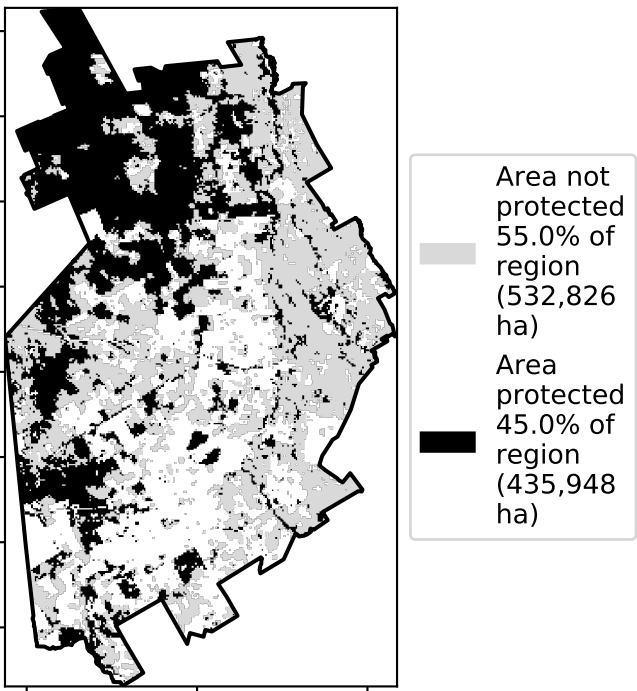 Area not
protected
55.0% of
region
(532,826
ha)
Area
protected
45.0% of
region
(435,948
ha)